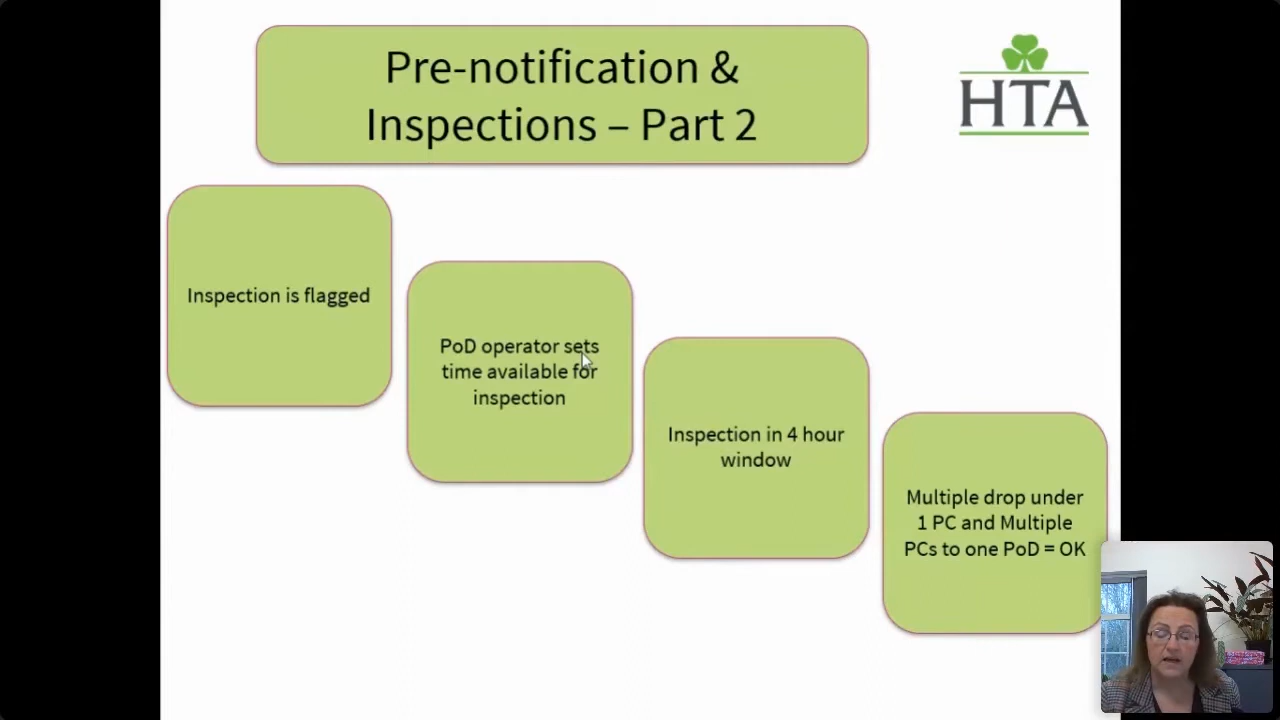 Pre-notification &
Inspections – Part 2
HTA
Inspection is flagged
PoD operator sets
time available for
inspection
Inspection in 4 hour
window
Multiple drop under
1 PC and Multiple
PCs to one PoD = OK